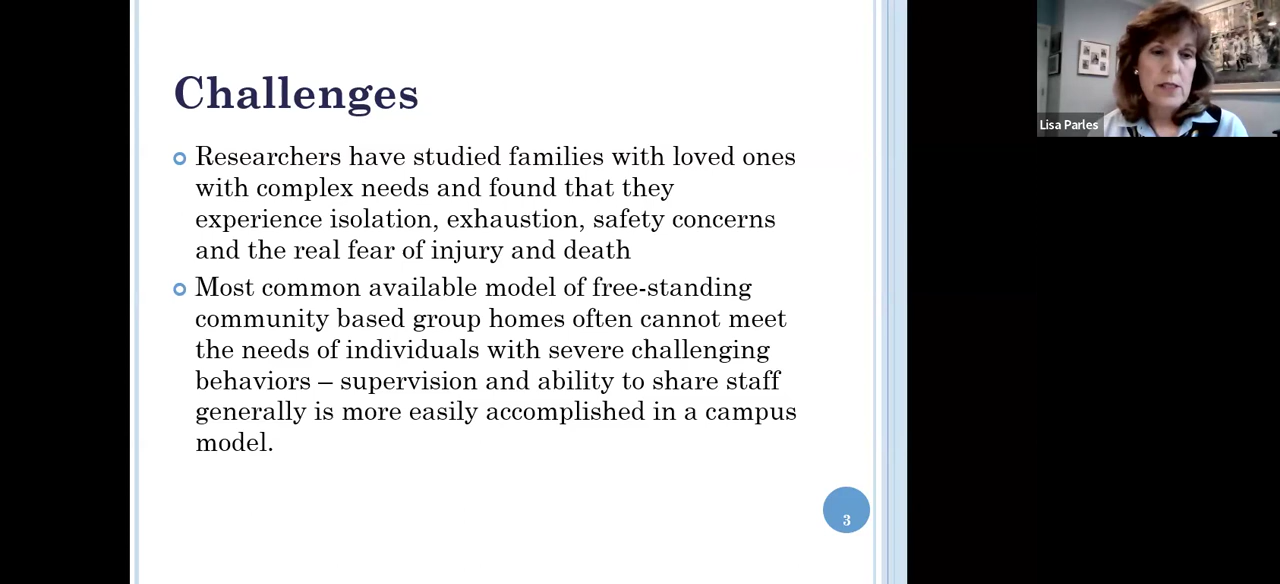 Challenges
Researchers have studied families with loved ones
with complex needs and found that they
experience isolation, exhaustion, safety concerns
and the real fear of injury and death
Most common available model of free-standing
community based group homes often cannot meet
the needs of individuals with severe challenging
behaviors – supervision and ability to share staff
generally is more easily accomplished in a campus
model.
3
Lisa Parles